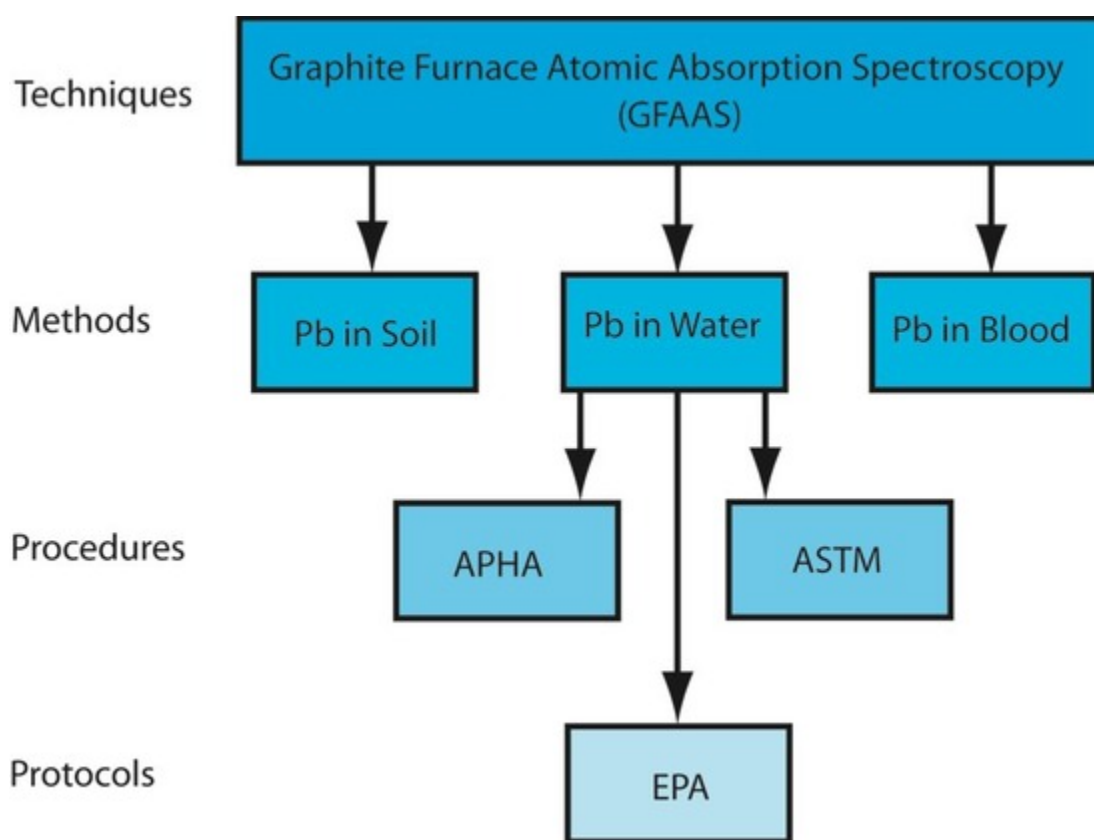 Techniques
Graphite Furnace Atomic Absorption Spectroscopy
(GFAAS)
Methods
Pb in Soil
Pb in Water
Pb in Blood
Procedures
APHA
ASTM
Protocols
EPA